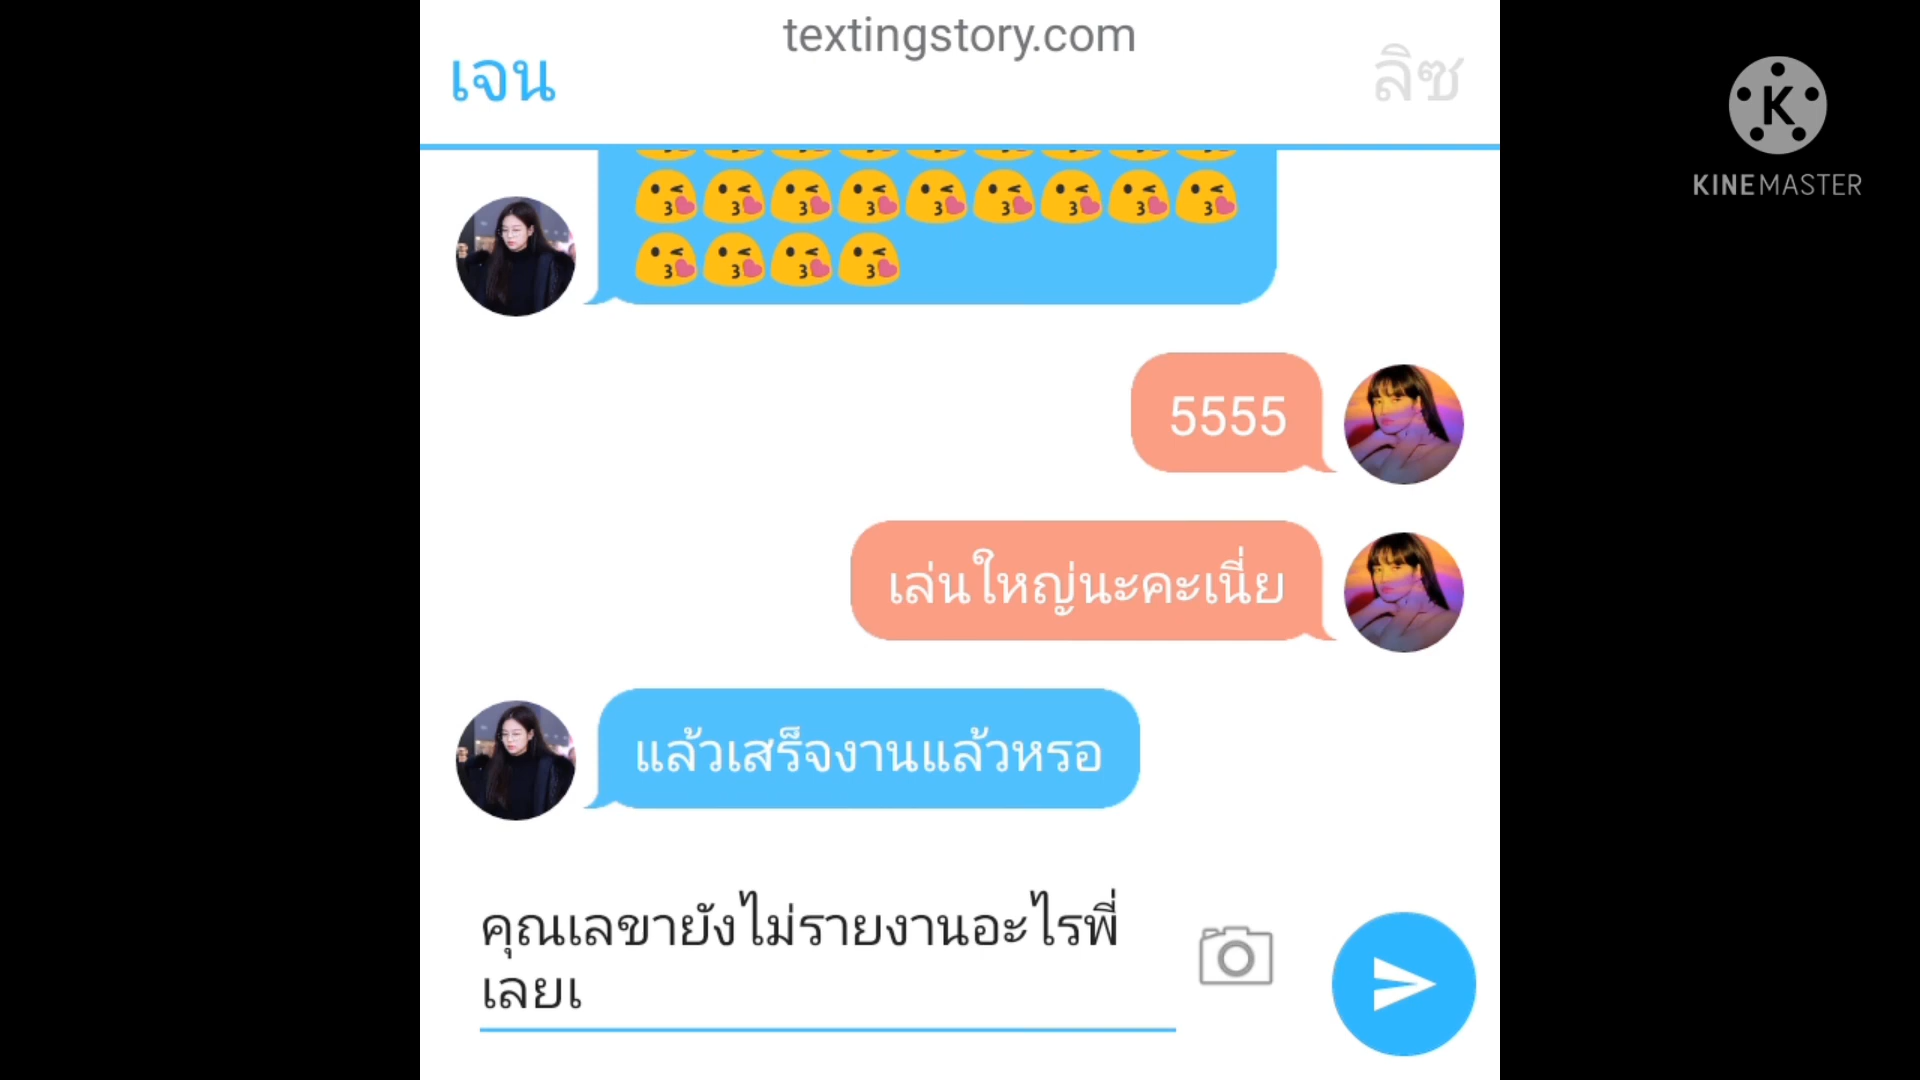 textingstory.com
เจน
ลิซ
K
KINEMASTER
😘😘😘😘😘😘😘😘😘
😘😘😘😘
5555
เล่นใหญ่นะคะเนี่ย
แล้วเสร็จงานแล้วหรอ
คุณเลขายังไม่รายงานอะไรพี่
เลยเ